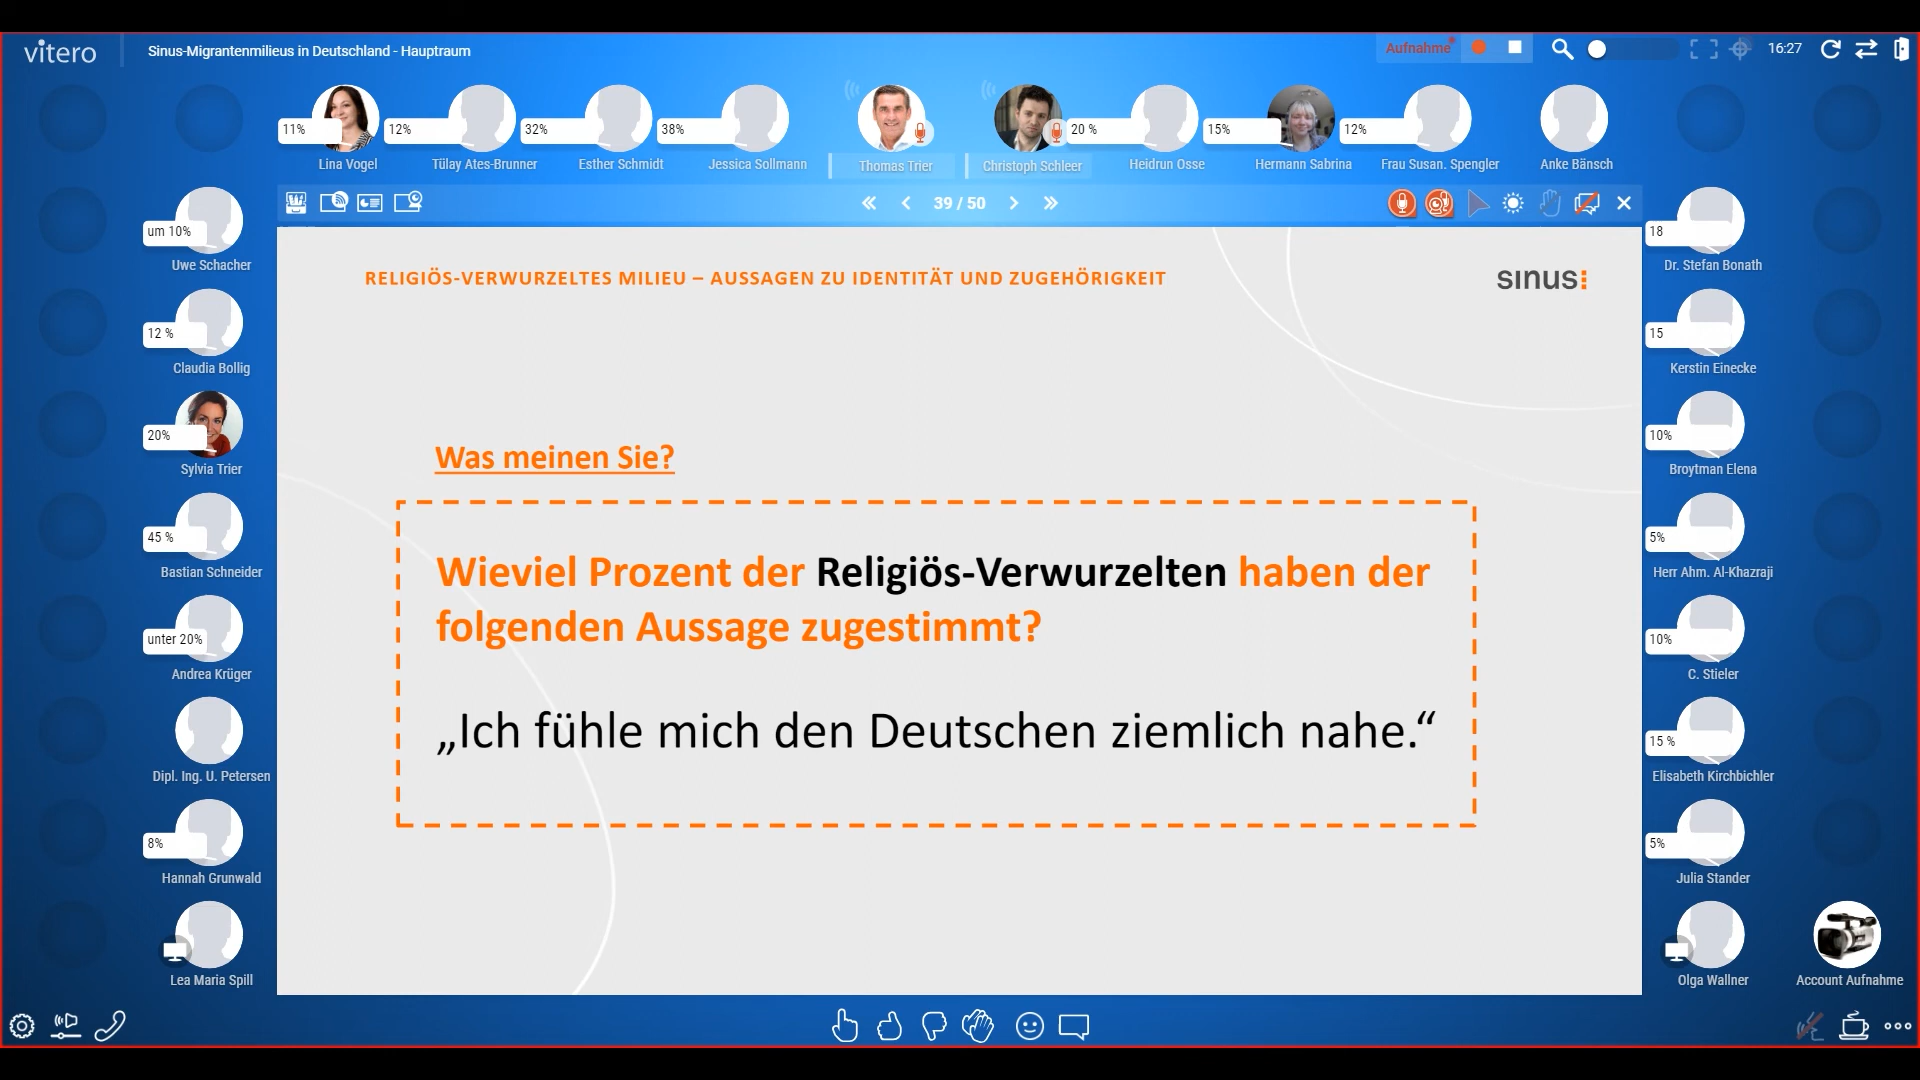 vitero
Sinus-Migrantenmilieus in Deutschland - Hauptraum
Aufnahme
16:27
11%
12%
32%
38%
20 %
15%
12%
Lina Vogel
Tülay Ates-Brunner
Esther Schmidt
Jessica Sollmann
Thomas Trier
Christoph Schleer
Heidrun Osse
Hermann Sabrina
Frau Susan. Spengler
Anke Bänsch
39 / 50
um 10%
Uwe Schacher
12 %
Claudia Bollig
20%
Sylvia Trier
45 %
Bastian Schneider
unter 20%
Andrea Krüger
Dipl. Ing. U. Petersen
8%
Hannah Grunwald
Lea Maria Spill
RELIGIÖS-VERWURZELTES MILIEU – AUSSAGEN ZU IDENTITÄT UND ZUGEHÖRIGKEIT
sinus:
Was meinen Sie?
Wieviel Prozent der Religiös-Verwurzelten haben der
folgenden Aussage zugestimmt?
„Ich fühle mich den Deutschen ziemlich nahe.“
18
Dr. Stefan Bonath
15
Kerstin Einecke
10%
Broytman Elena
5%
Herr Ahm. Al-Khazraji
10%
C. Stieler
15 %
Elisabeth Kirchbichler
5%
Julia Stander
Olga Wallner
Account Aufnahme